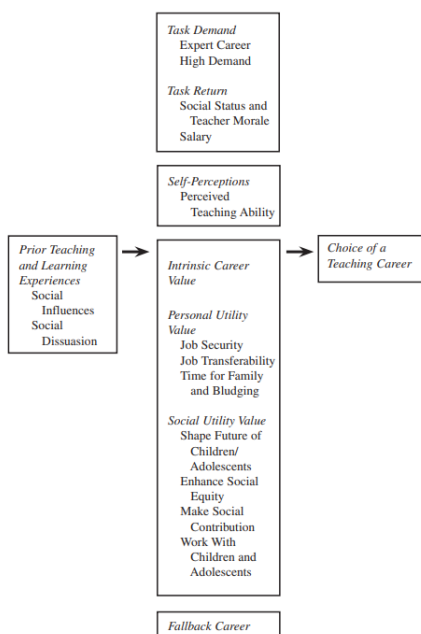 Task Demand
Expert Career
High Demand
Task Return
Social Status and
Teacher Morale
Salary
Self-Perceptions
Perceived
Teaching Ability
Prior Teaching
and Learning
Experiences
Social
Influences
Social
Dissuasion
Intrinsic Career
Value
Personal Utility
Value
Job Security
Job Transferability
Time for Family
and Bludging
Social Utility Value
Shape Future of
Children/
Adolescents
Enhance Social
Equity
Make Social
Contribution
Work With
Children and
Adolescents
Choice of a
Teaching Career
Fallback Career